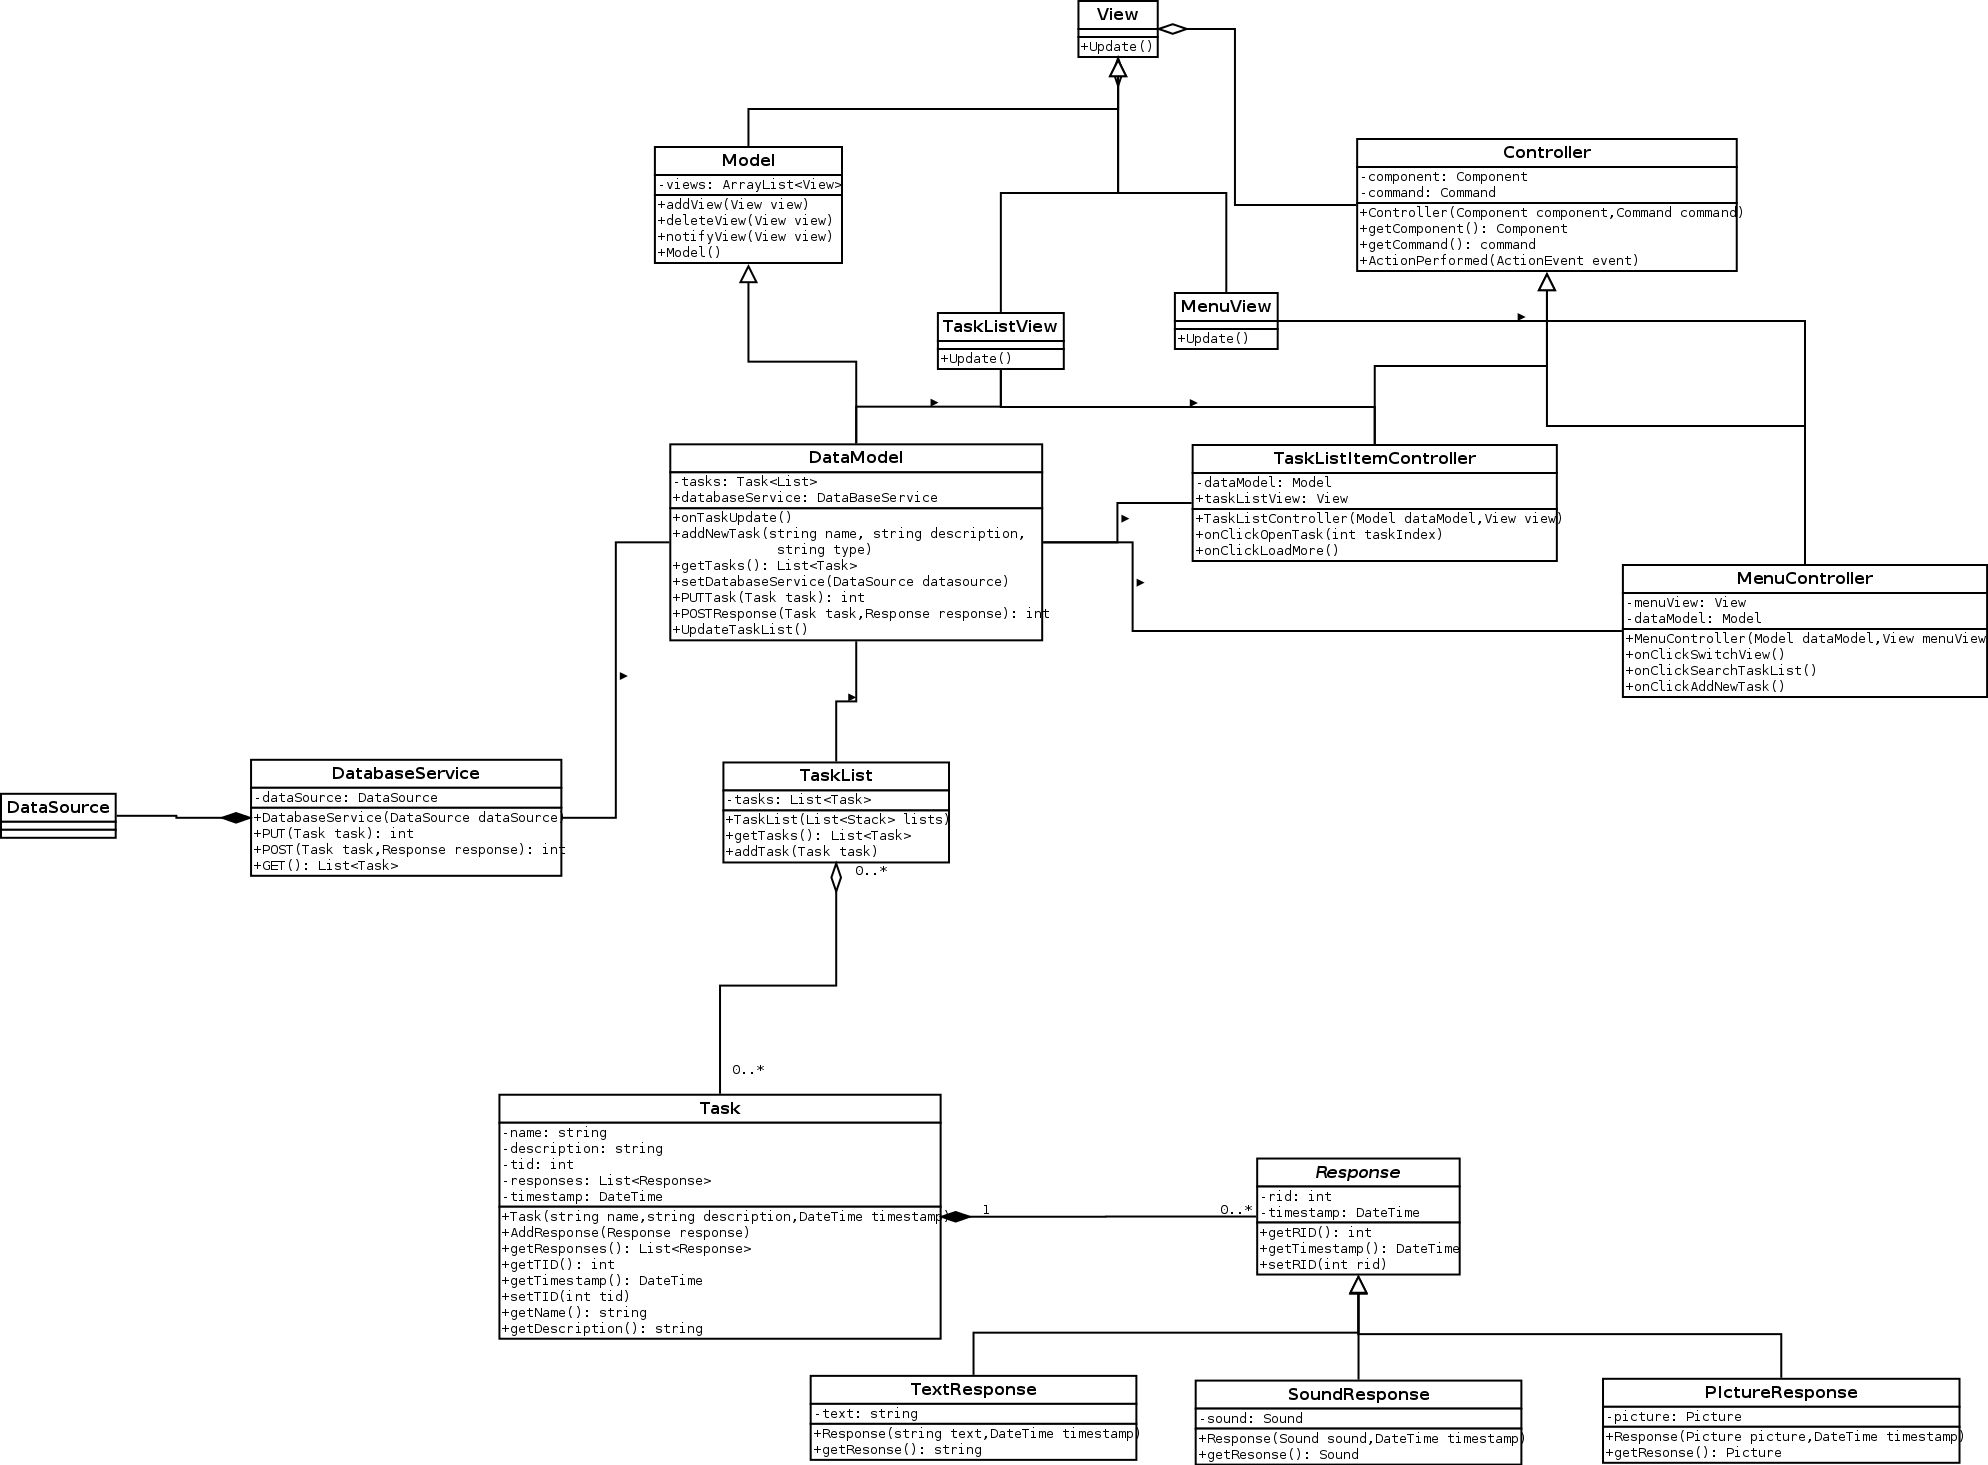 View
+Update()
Model
-views: ArrayList<View>
+addView(View view)
+deleteView(View view)
+notifyView(View view)
+Model()
Controller
-component: Component
-command: Command
+Controller(Component component,Command command)
+getComponent(): Component
+getCommand(): command
+ActionPerformed(ActionEvent event)
TaskListView
+Update()
MenuView
+Update()
DataModel
-tasks: Task<List>
+databaseService: DataBaseService
+onTaskUpdate()
+addNewTask(string name, string description,
string type)
+getTasks(): List<Task>
+setDatabaseService(DataSource datasource)
+PUTTask(Task task): int
+POSTResponse(Task task,Response response): int
+UpdateTaskList()
TaskListItemController
-dataModel: Model
+taskListView: View
+TaskListController(Model dataModel,View view)
+onClickOpenTask(int taskIndex)
+onClickLoadMore()
MenuController
-menuView: View
-dataModel: Model
+MenuController(Model dataModel,View menuView
+onClickSwitchView()
+onClickSearchTaskList()
+onClickAddNewTask()
DataSource
DatabaseService
-dataSource: DataSource
+DatabaseService(DataSource dataSource)
+PUT(Task task): int
+POST(Task task,Response response): int
+GET(): List<Task>
TaskList
-tasks: List<Task>
+TaskList(List<Stack> lists)
+getTasks(): List<Task>
+addTask(Task task)
0..*
0..*
Task
-name: string
-description: string
-tid: int
-responses: List<Response>
-timestamp: DateTime
+Task(string name,string description,DateTime timestamp)
+AddResponse(Response response)
+getResponses(): List<Response>
+getTID(): int
+getTimestamp(): DateTime
+setTID(int tid)
+getName(): string
+getDescription(): string
1
0..*
Response
-rid: int
-timestamp: DateTime
+getRID(): int
+getTimestamp(): DateTime
+setRID(int rid)
TextResponse
-text: string
+Response(string text,DateTime timestamp)
+getResonse(): string
SoundResponse
-sound: Sound
+Response(Sound sound,DateTime timestamp)
+getResonse(): Sound
PIctureResponse
-picture: Picture
+Response(Picture picture,DateTime timestamp)
+getResonse(): Picture